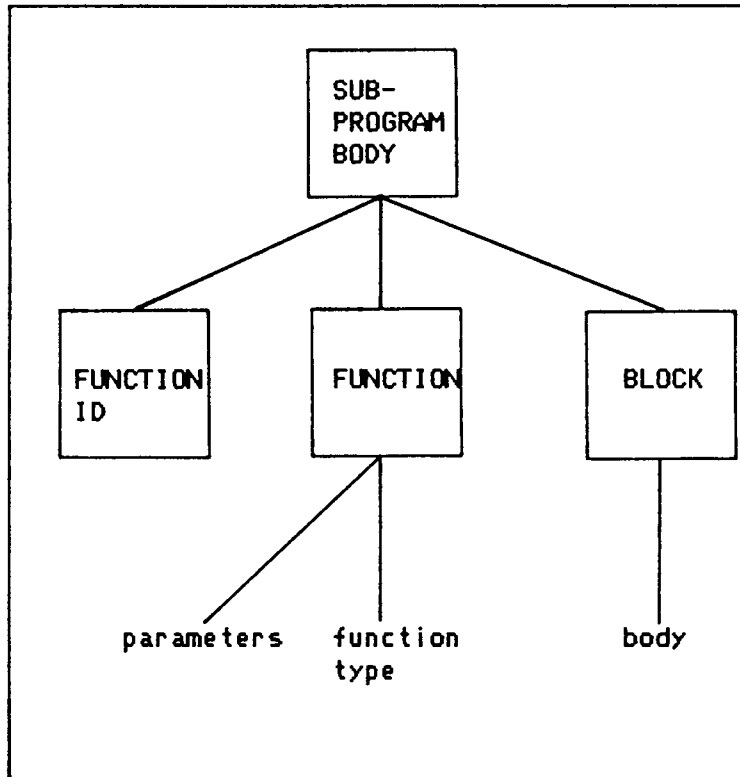 SUB-
PROGRAM
BODY
FUNCTION
ID
FUNCTION
BLOCK
parameters
function
type
body